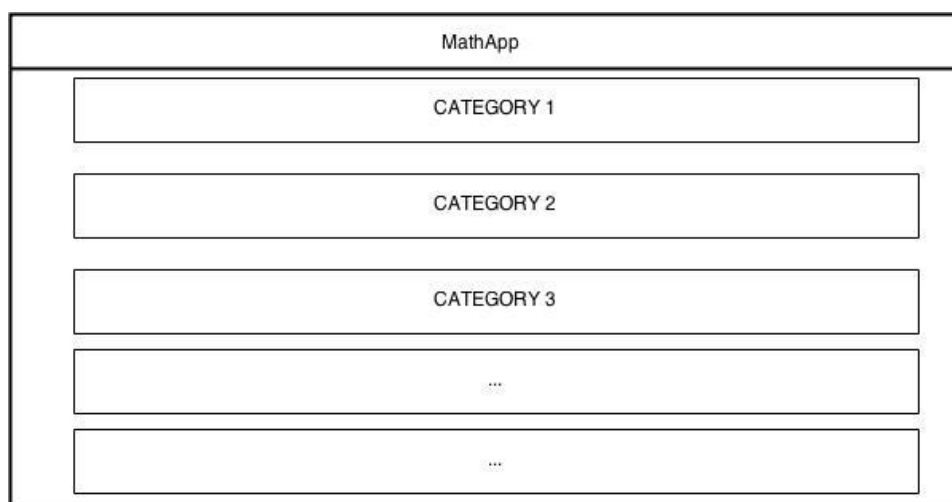 MathApp
CATEGORY 1
CATEGORY 2
CATEGORY 3
...
...